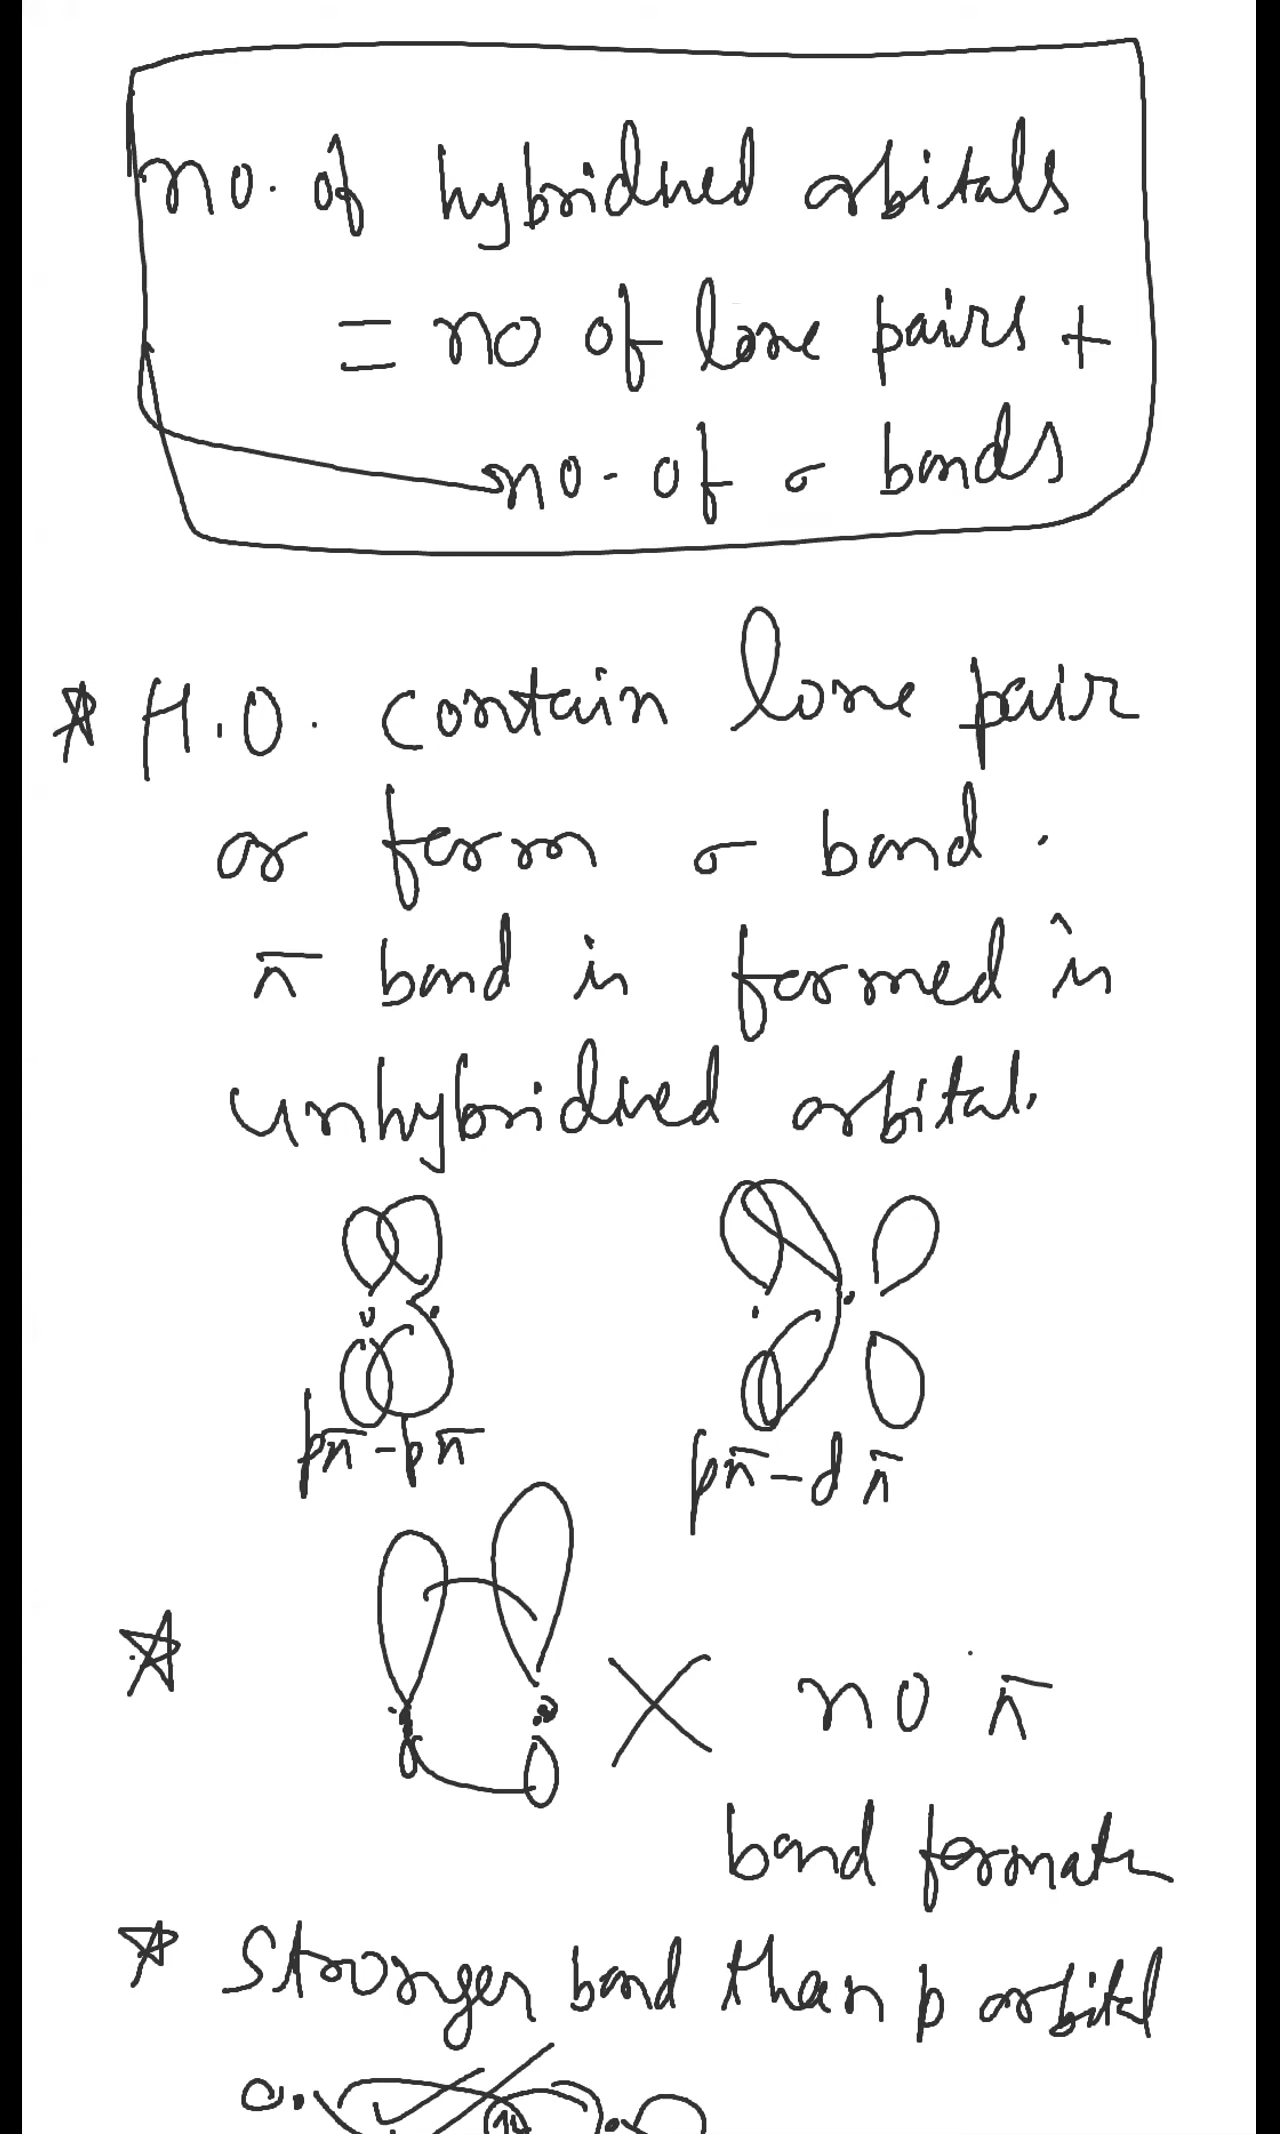 no. of hybridised orbitals
= no of lone pairs +
no. of σ bonds
* H.O. contain lone pair
or form σ bond.
π bond is formed in
unhybridised orbital.
pπ-pπ pπ-dπ
* × no π
bond formatn
* Stronger bond than p orbital